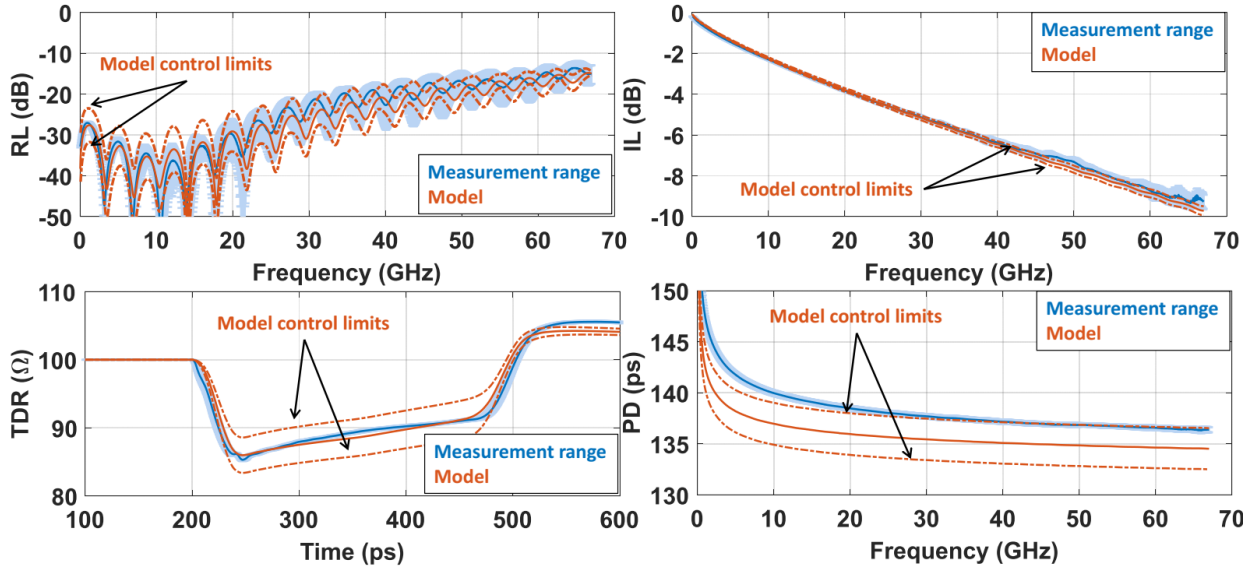 0
-10
-20
-30
-40
-50
RL (dB)
Model control limits
Measurement range
Model
0 10 20 30 40 50 60 70
Frequency (GHz)
0
-2
-4
-6
-8
-10
IL (dB)
Measurement range
Model
Model control limits
0 10 20 30 40 50 60 70
Frequency (GHz)
110
100
90
80
TDR (Ω)
Model control limits
Measurement range
Model
100 200 300 400 500 600
Time (ps)
150
145
140
135
130
PD (ps)
Measurement range
Model
Model control limits
0 10 20 30 40 50 60 70
Frequency (GHz)